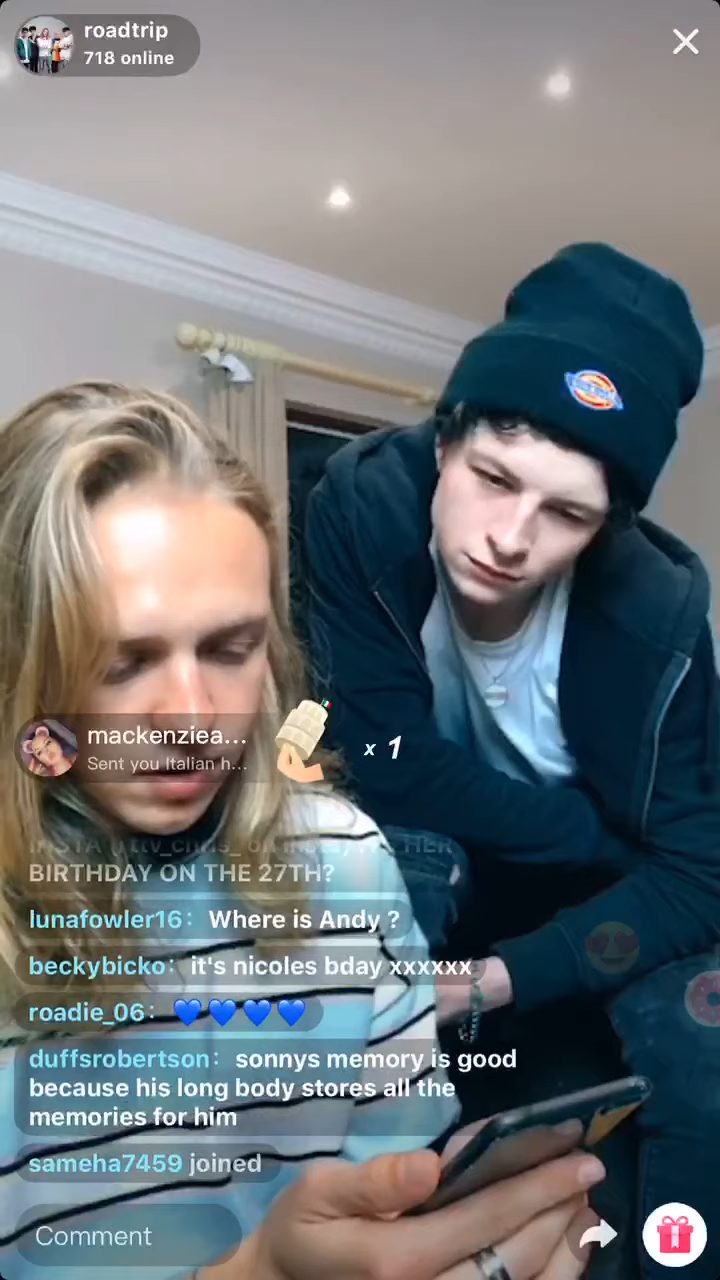 roadtrip
718 online
mackenziea...
Sent you Italian h...
x 1
BIRTHDAY ON THE 27TH?
lunafowler16: Where is Andy ?
beckybicko: it's nicoles bday xxxxxx
roadie_06: 💙💙💙💙
duffsrobertson: sonnys memory is good
because his long body stores all the
memories for him
sameha7459 joined
Comment